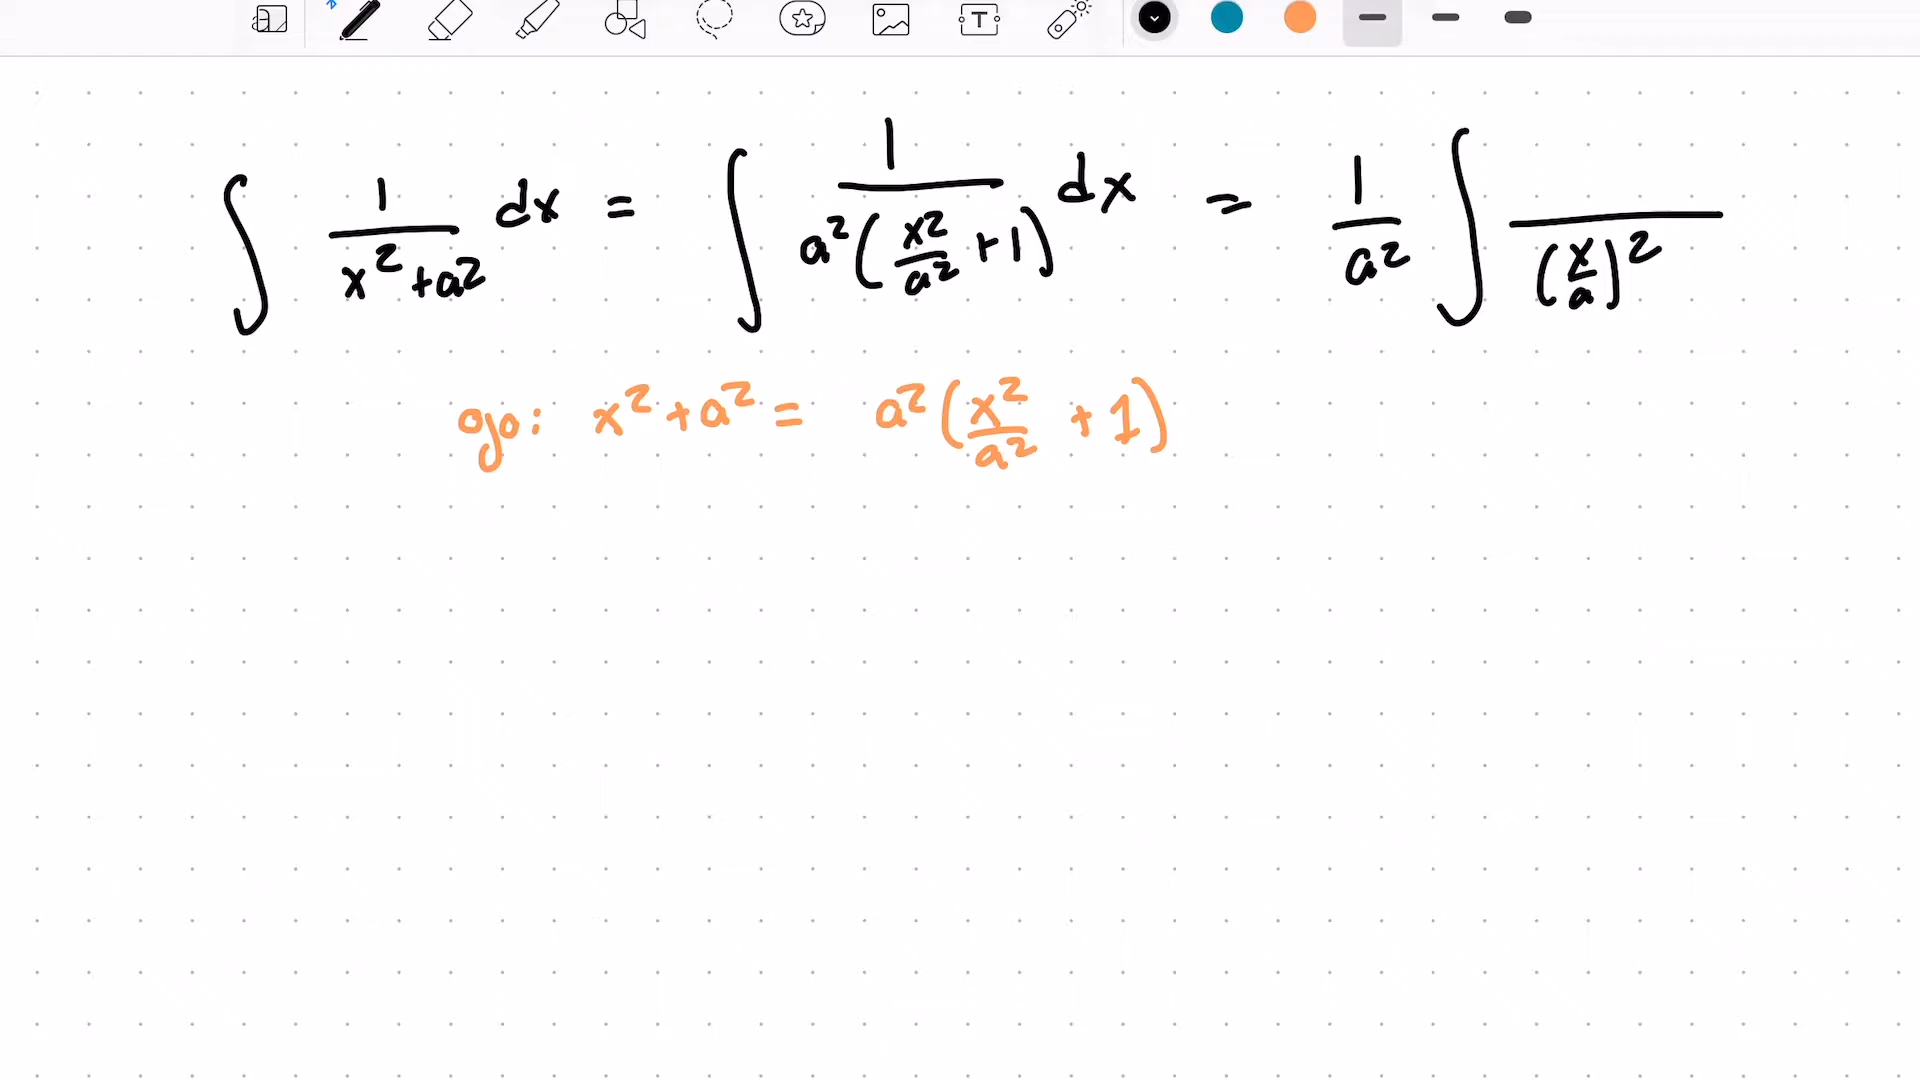 ∫ 1/(x²+a²) dx = ∫ 1/(a²(x²/a²+1)) dx = 1/a² ∫ /(x/a)²
ojo: x²+a² = a²(x²/a² + 1)